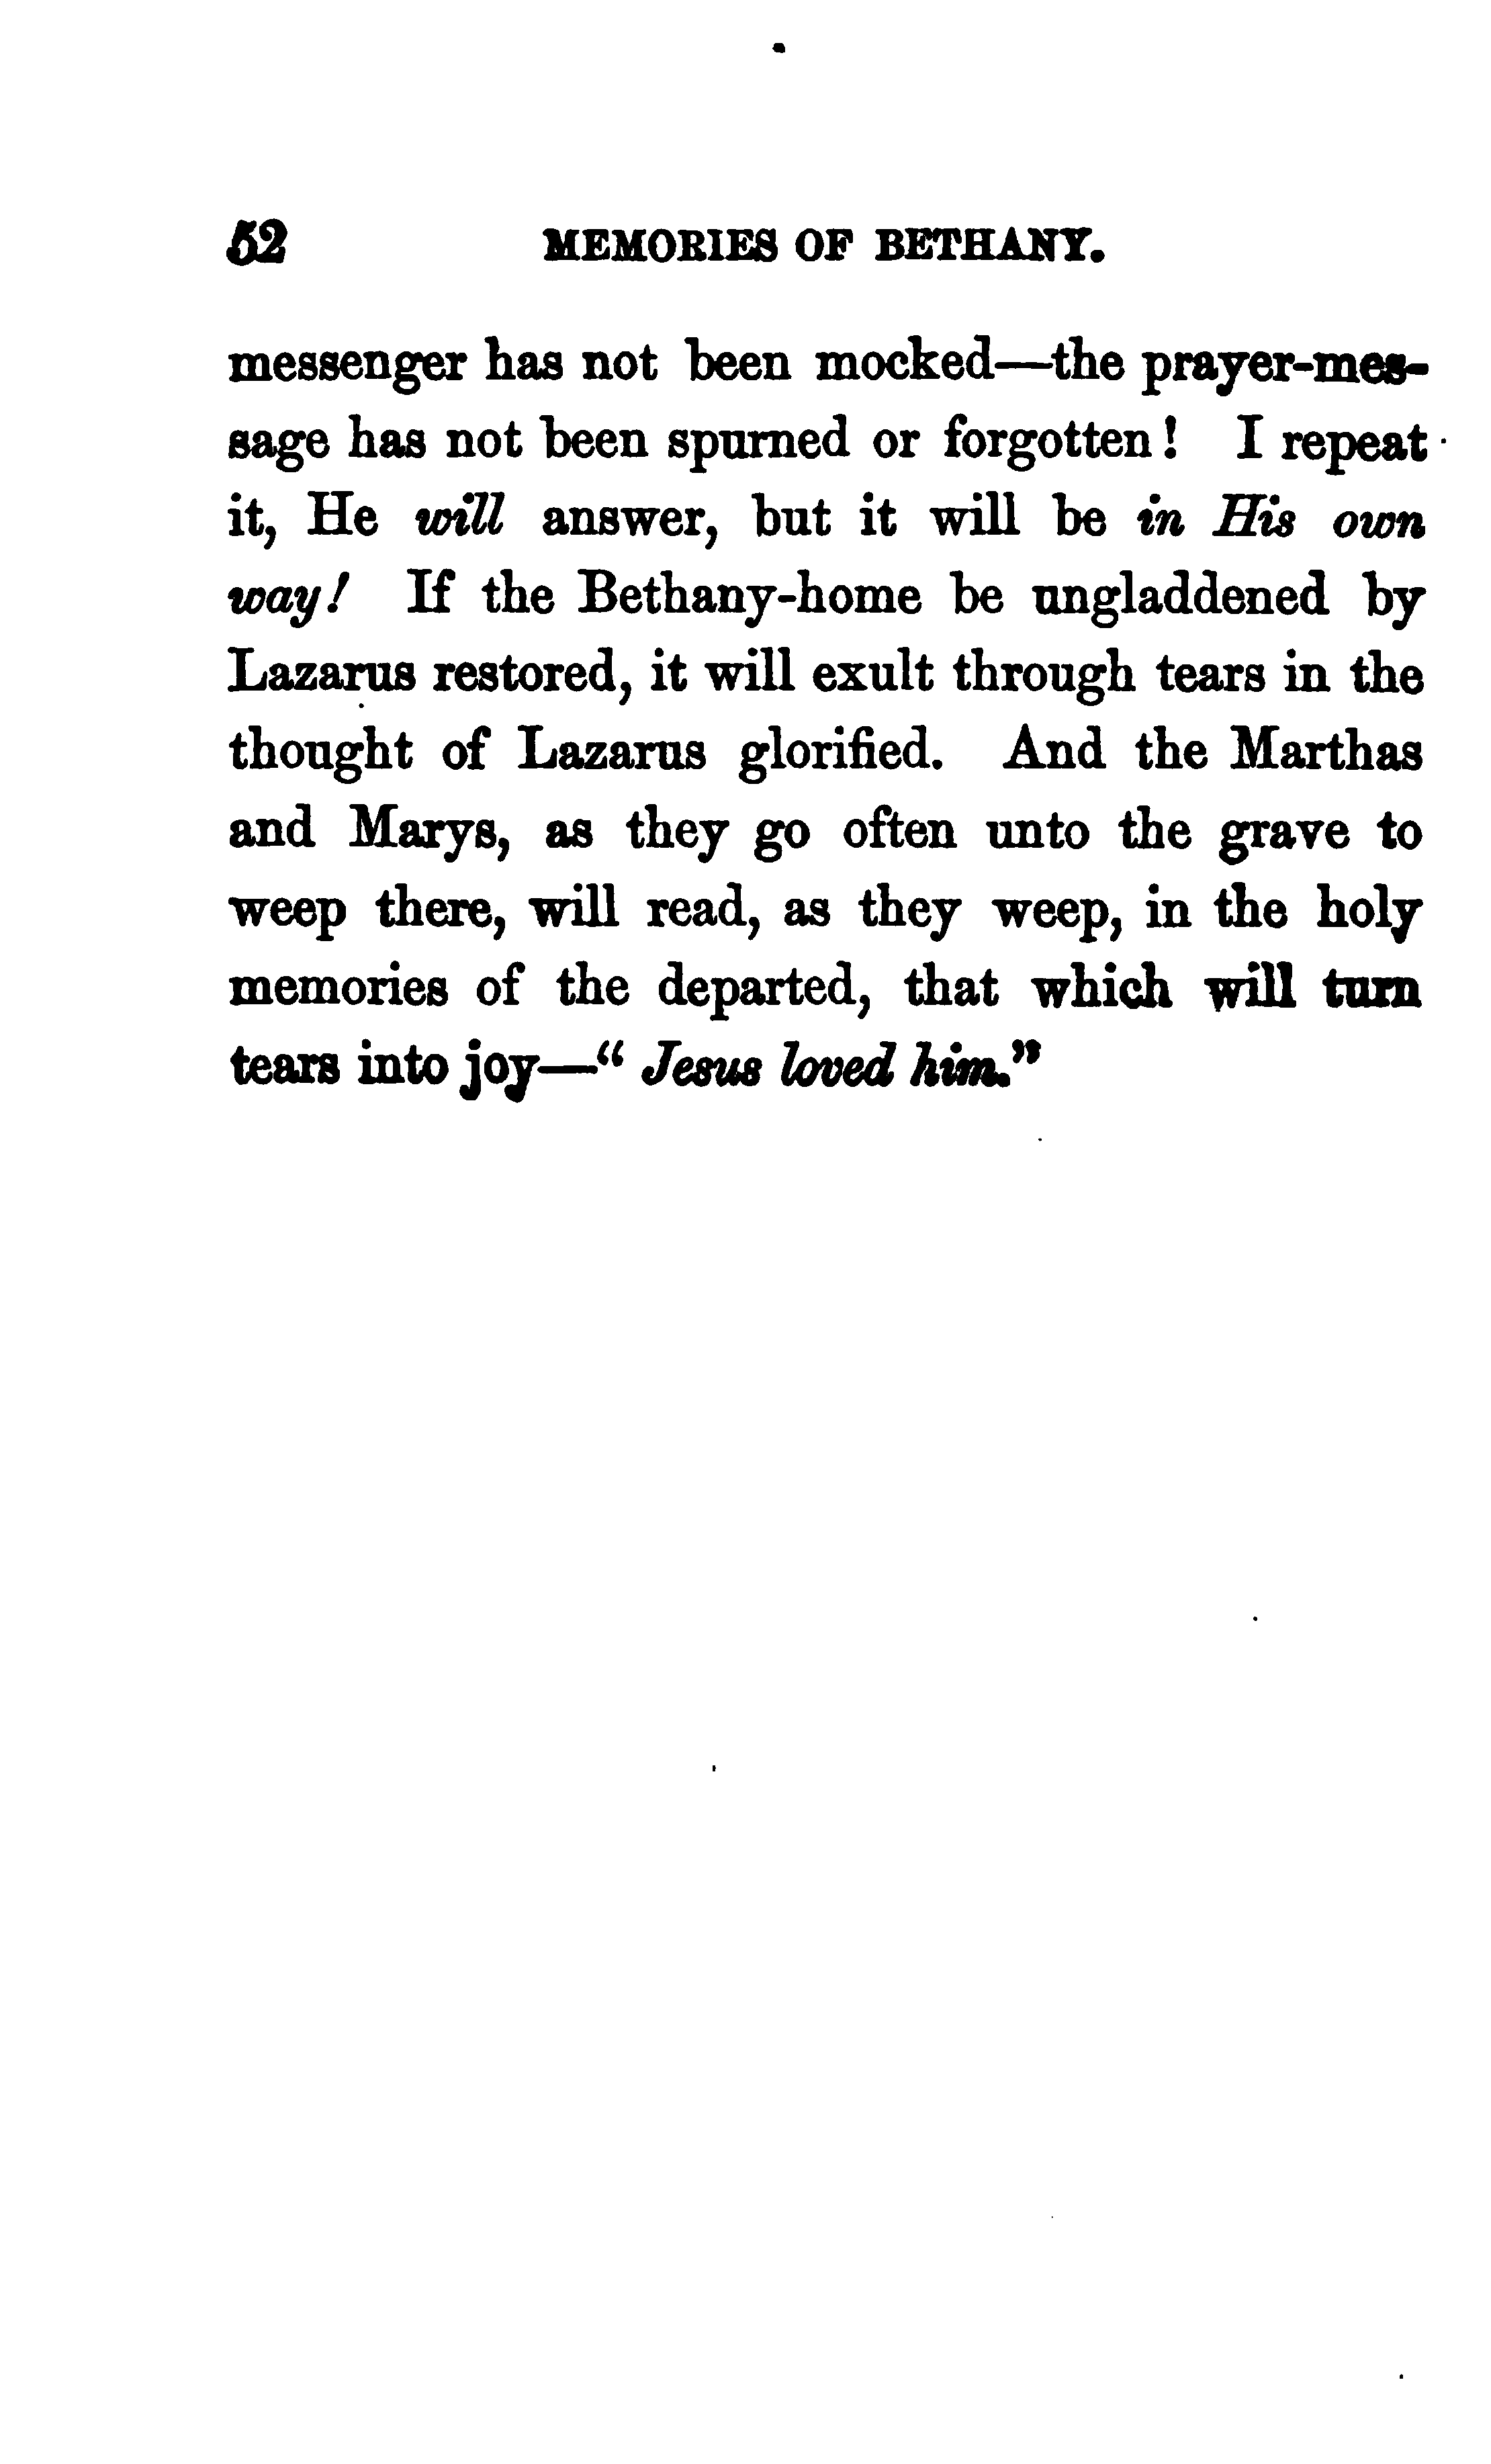 52 MEMORIES OF BETHANY.
messenger has not been mocked—the prayer-mes-
sage has not been spurned or forgotten! I repeat
it, He will answer, but it will be in His own
way! If the Bethany-home be ungladdened by
Lazarus restored, it will exult through tears in the
thought of Lazarus glorified. And the Marthas
and Marys, as they go often unto the grave to
weep there, will read, as they weep, in the holy
memories of the departed, that which will turn
tears into joy—“ Jesus loved him.”